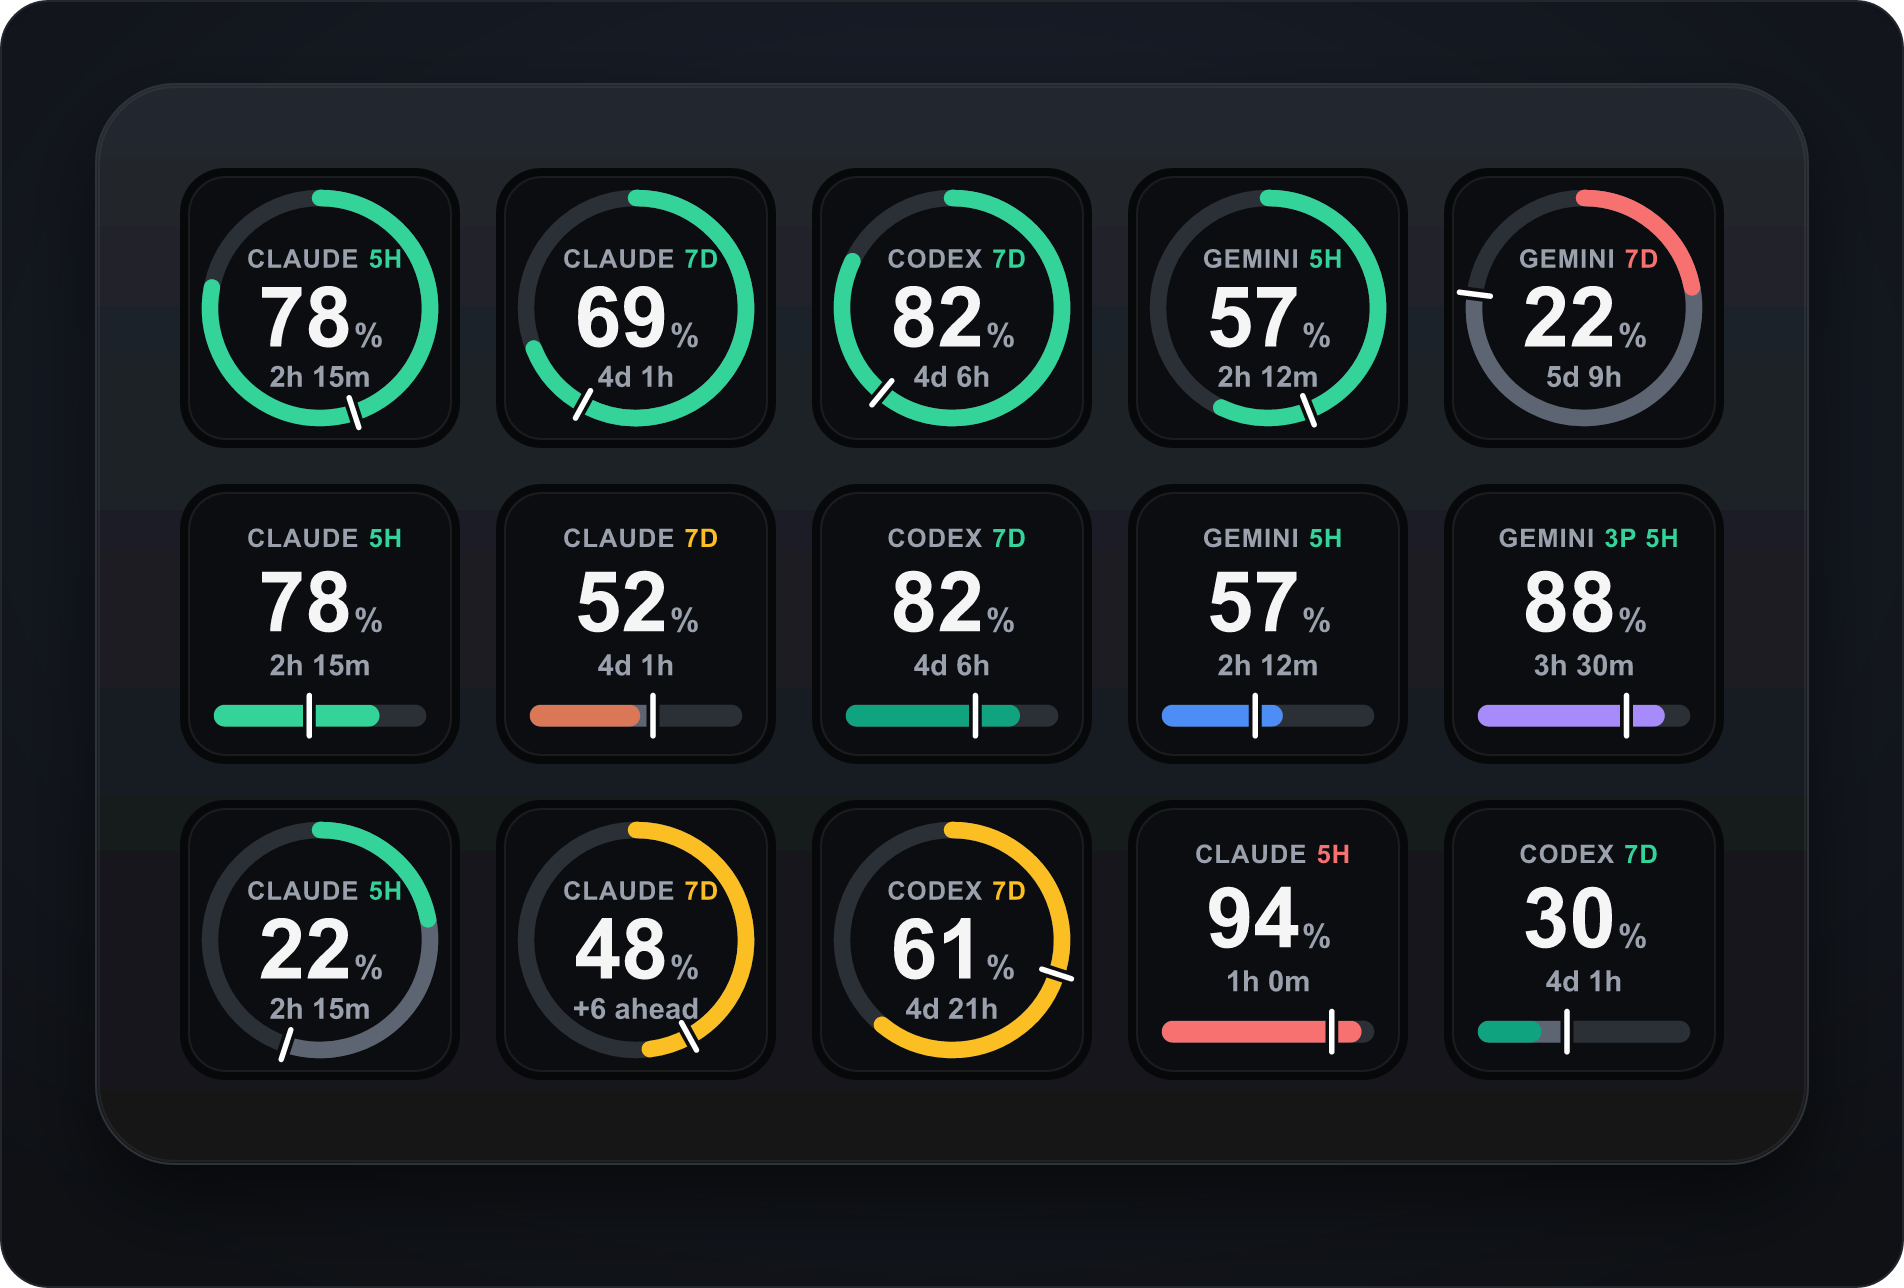 CLAUDE 5H
78%
2h 15m
CLAUDE 7D
69%
4d 1h
CODEX 7D
82%
4d 6h
GEMINI 5H
57%
2h 12m
GEMINI 7D
22%
5d 9h
CLAUDE 5H
78%
2h 15m
CLAUDE 7D
52%
4d 1h
CODEX 7D
82%
4d 6h
GEMINI 5H
57%
2h 12m
GEMINI 3P 5H
88%
3h 30m
CLAUDE 5H
22%
2h 15m
CLAUDE 7D
48%
+6 ahead
CODEX 7D
61%
4d 21h
CLAUDE 5H
94%
1h 0m
CODEX 7D
30%
4d 1h